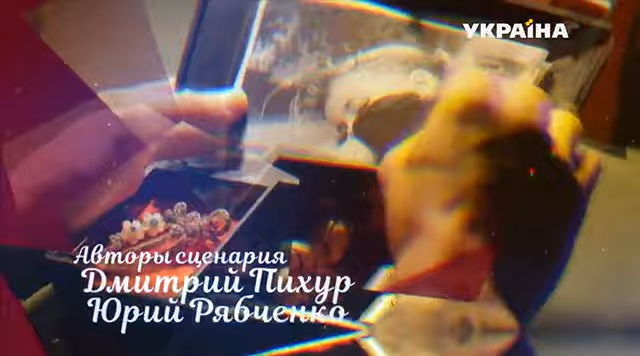 УКРАЇНА
Авторы сценария
Дмитрий Пихур
Юрий Рябченко